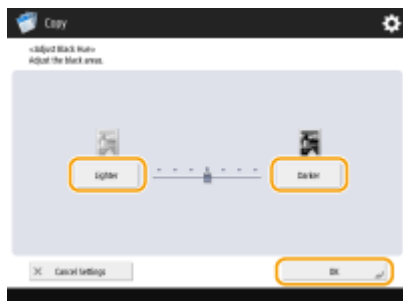 Copy
<Adjust Black Hue>
Adjust the black areas.
Lighter
Darker
Cancel Settings
OK